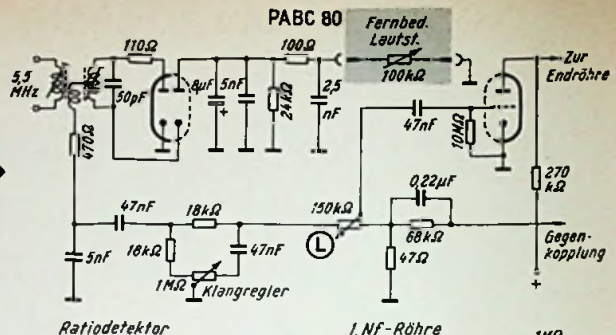 PABC 80
Fernbed.
Lautst.
100kΩ
110Ω
100Ω
Zur
Endröhre
5,5
MHz
50pF
8µF
5nF
24kΩ
2,5
nF
47nF
10MΩ
470Ω
270
kΩ
0,22µF
47nF
18kΩ
150kΩ
68kΩ
Gegen-
kopplung
5nF
18kΩ
47nF
L
47Ω
1MΩ
Klangregler
+
+
Ratiodetektor
1. Nf-Röhre
1MΩ